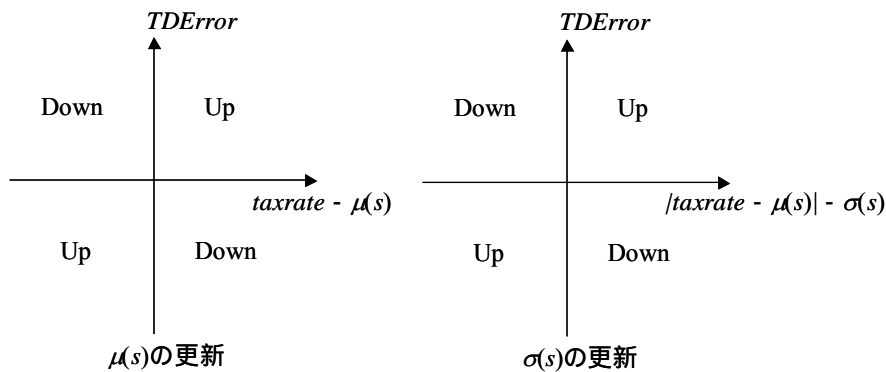 TDError
Down Up
taxrate - μ(s)
Up Down
μ(s)の更新
TDError
Down Up
|taxrate - μ(s)| - σ(s)
Up Down
σ(s)の更新